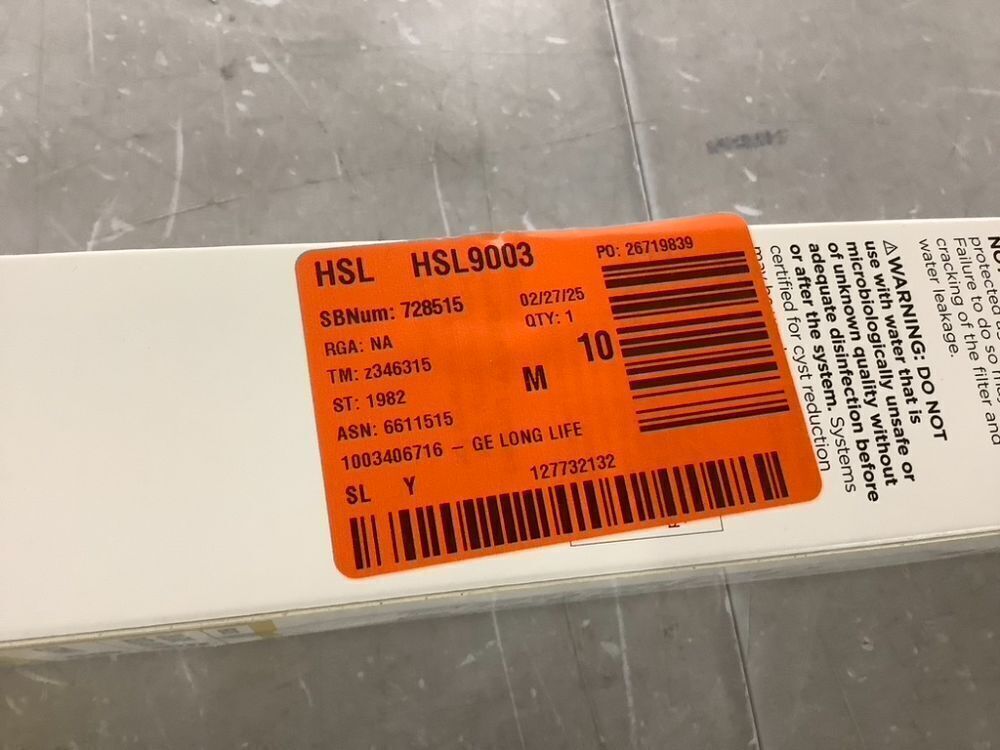 HSL HSL9003
PO: 26719839
SBNum: 728515
02/27/25
RGA: NA
QTY: 1
TM: z346315
M
10
ST: 1982
ASN: 6611515
1003406716 – GE LONG LIFE
SL Y
127732132
⚠WARNING: DO NOT
use with water that is
microbiologically unsafe or
of unknown quality without
adequate disinfection before
or after the system. Systems
certified for cyst reduction
may
protected
Failure to do so
cracking of the filter and
water leakage.